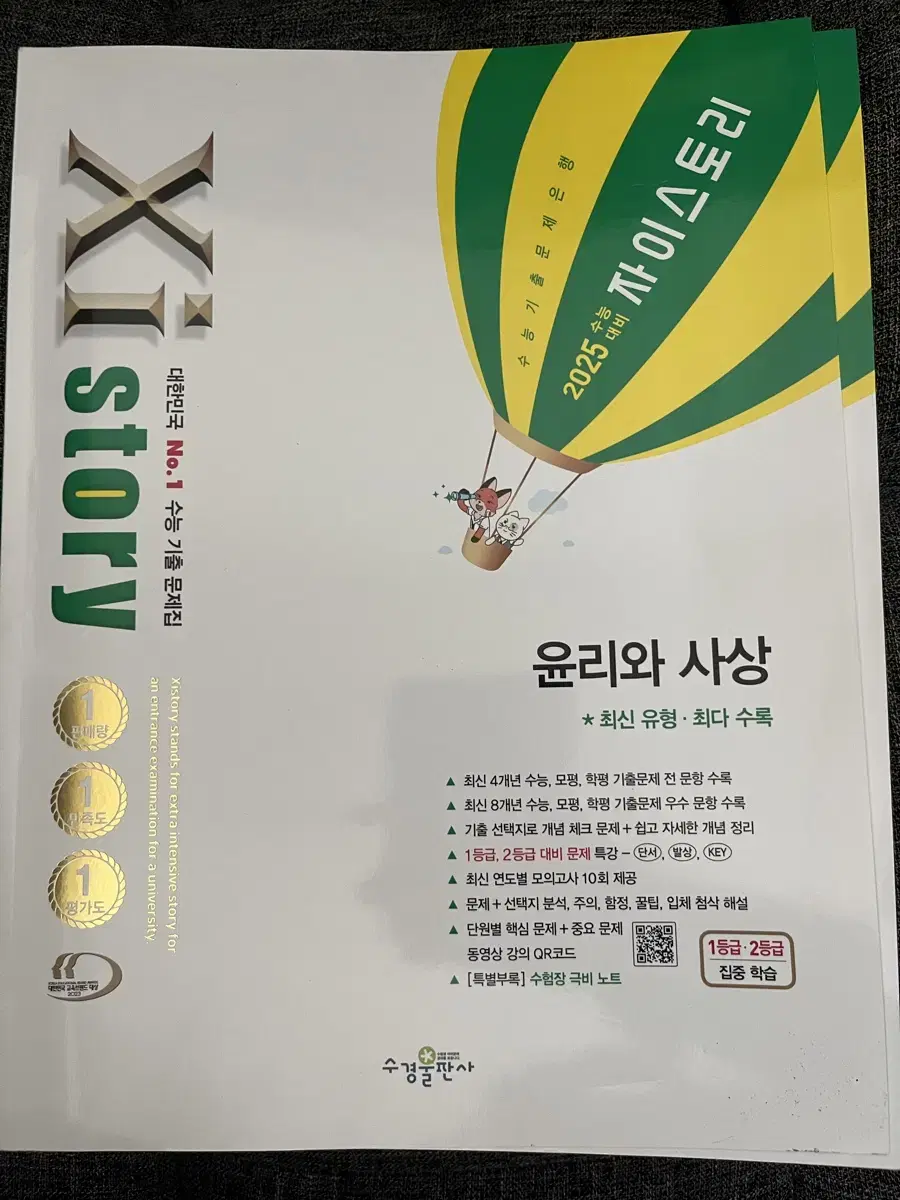 Xi story
대한민국 No.1 수능 기출 문제집
Xistory stands for extra intensive story for
an entrance examination for a university.
1
판매량
1
만족도
1
평가도
대한민국 교육브랜드 대상
2023
수능기출문제은행
2025 수능 대비 자이스토리
윤리와 사상
* 최신 유형 · 최다 수록
▲ 최신 4개년 수능, 모평, 학평 기출문제 전 문항 수록
▲ 최신 8개년 수능, 모평, 학평 기출문제 우수 문항 수록
▲ 기출 선택지로 개념 체크 문제 + 쉽고 자세한 개념 정리
▲ 1등급, 2등급 대비 문제 특강 – 단서, 발상, KEY
▲ 최신 연도별 모의고사 10회 제공
▲ 문제 + 선택지 분석, 주의, 함정, 꿀팁, 입체 첨삭 해설
▲ 단원별 핵심 문제 + 중요 문제
동영상 강의 QR코드
▲ [특별부록] 수험장 극비 노트
1등급 · 2등급
집중 학습
수경출판사